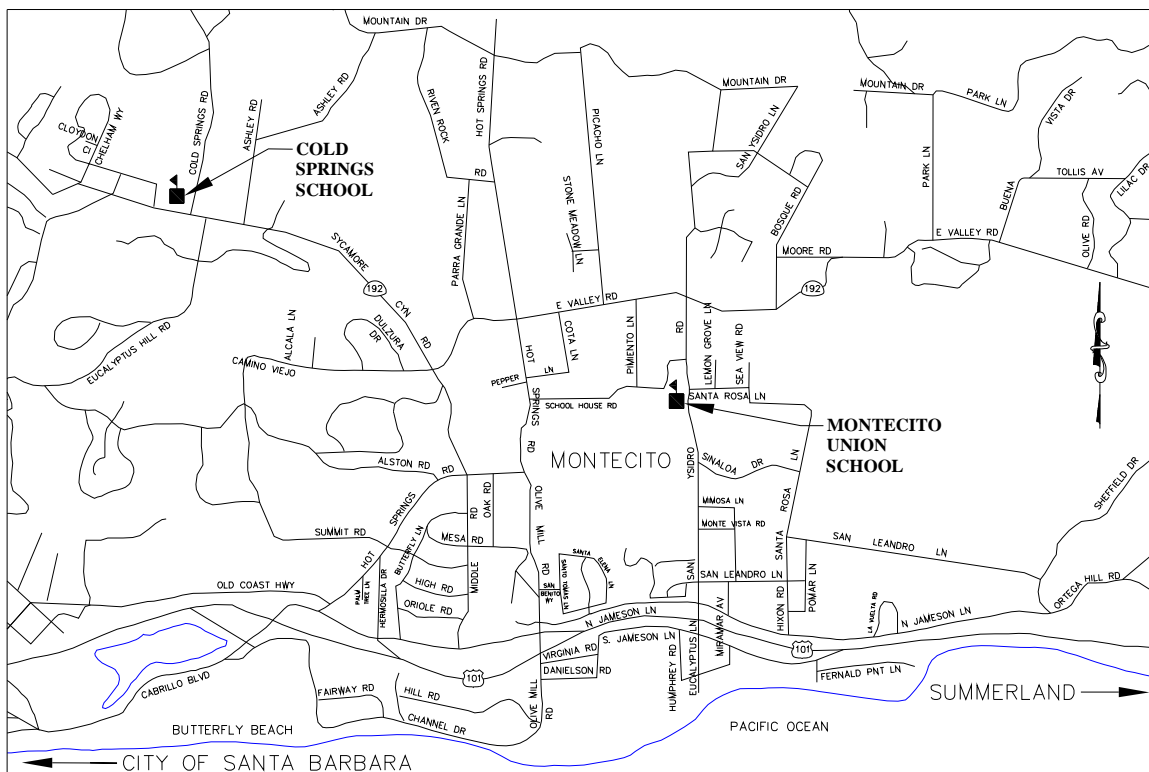 MOUNTAIN DR
ASHLEY RD
COLD SPRINGS RD
ASHLEY RD
CLOYDON
CI
CHELHAM WY
RIVEN ROCK
RD
HOT SPRINGS RD
PICACHO LN
MOUNTAIN DR
SAN YSIDRO LN
MOUNTAIN DR
PARK LN
VISTA DR
BUENA
PARK LN
TOLLIS AV
LILAC DR
OLIVE RD
E VALLEY RD
COLD
SPRINGS
SCHOOL
STONE MEADOW LN
PARRA GRANDE LN
BOSQUE RD
MOORE RD
192
SYCAMORE
CYN
RD
192
E VALLEY RD
EUCALYPTUS HILL RD
ALCALA LN
DULZURA
DR
CAMINO VIEJO
HOT
SPRINGS
RD
COTA LN
PEPPER
LN
PIMIENTO LN
RD
LEMON GROVE LN
SEA VIEW RD
SANTA ROSA LN
SCHOOL HOUSE RD
MONTECITO
UNION
SCHOOL
MONTECITO
YSIDRO
SINALOA DR
LN
ROSA
SANTA
ALSTON RD
RD
SPRINGS
HOT
OAK RD
OLIVE MILL
RD
MIMOSA LN
MONTE VISTA RD
SHEFFIELD DR
SUMMIT RD
BUTTERFLY LN
MESA RD
RD
MIDDLE
SANTA
ELENA
LN
SANTO TOMAS LN
SAN
BENITO
WY
SAN
SAN LEANDRO LN
SAN LEANDRO LN
OLD COAST HWY
PALM
TREE LN
HERMOSILLA DR
HIGH RD
ORIOLE RD
N JAMESON LN
MIRAMAR AV
HIXON RD
POMAR LN
LA VUELTA RD
N JAMESON LN
ORTEGA HILL RD
S. JAMESON LN
VIRGINIA RD
DANIELSON RD
101
101
HUMPHREY RD
EUCALYPTUS LN
FERNALD PNT LN
CABRILLO BLVD
FAIRWAY RD
HILL RD
CHANNEL DR
OLIVE MILL
RD
SUMMERLAND
BUTTERFLY BEACH
PACIFIC OCEAN
CITY OF SANTA BARBARA